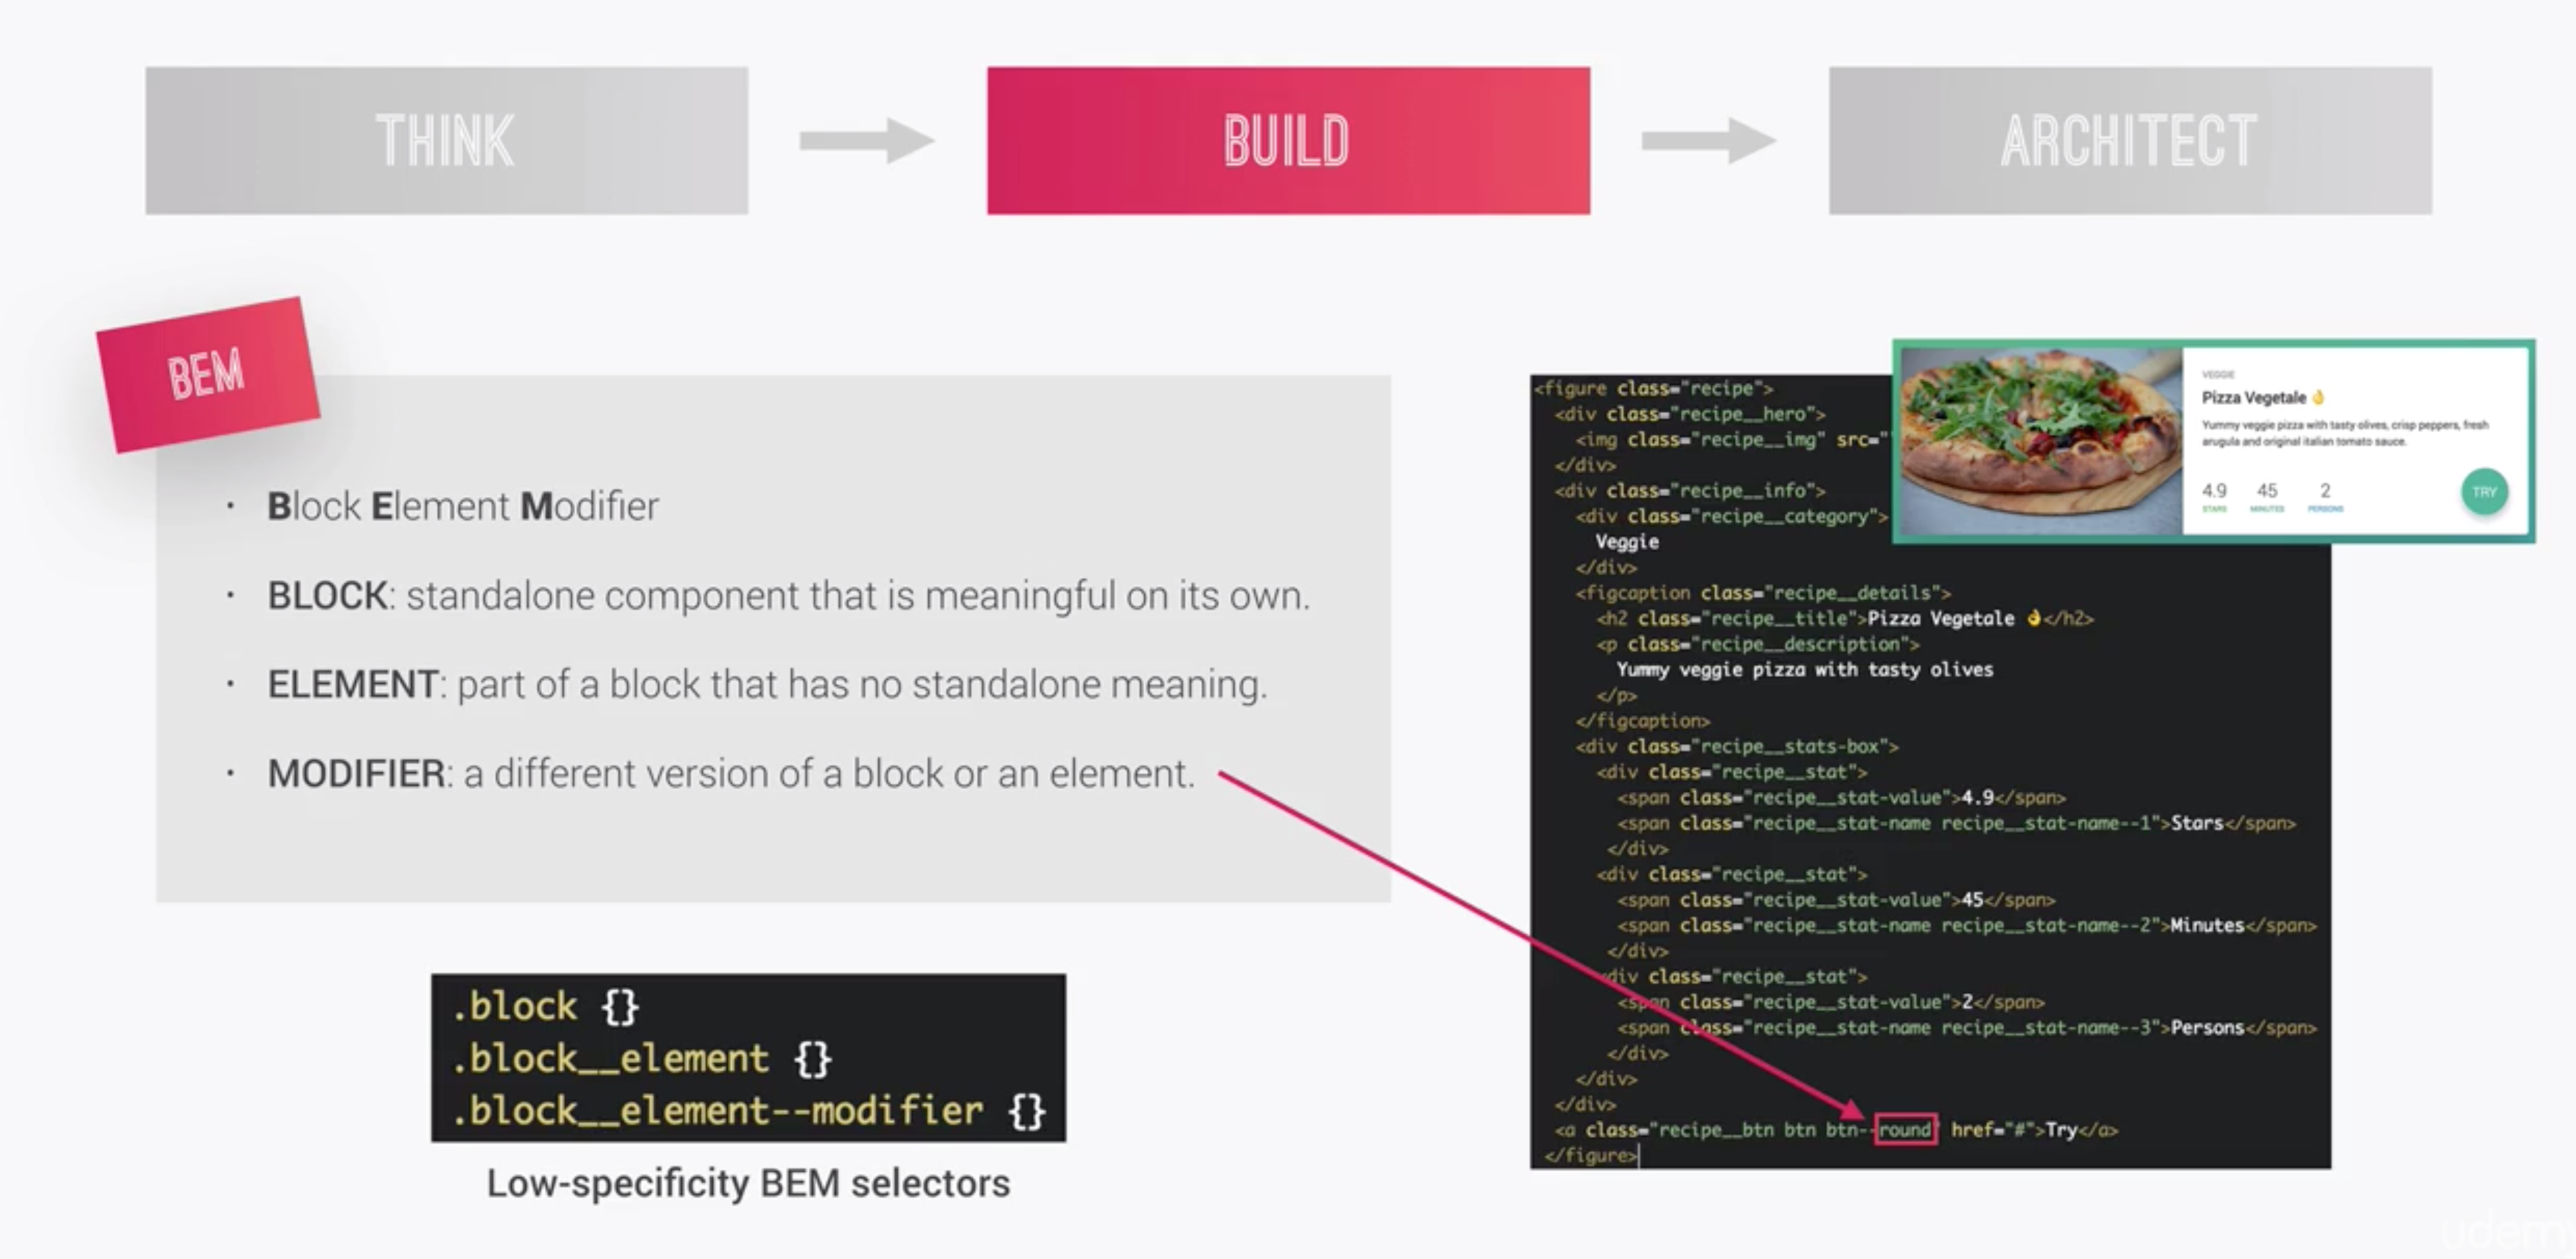 THINK
BUILD
ARCHITECT
BEM
· Block Element Modifier
· BLOCK: standalone component that is meaningful on its own.
· ELEMENT: part of a block that has no standalone meaning.
· MODIFIER: a different version of a block or an element.
.block {}
.block__element {}
.block__element--modifier {}
Low-specificity BEM selectors
<figure class="recipe">
<div class="recipe__hero">
<img class="recipe__img" src="
</div>
<div class="recipe__info">
<div class="recipe__category">
Veggie
</div>
<figcaption class="recipe__details">
<h2 class="recipe__title">Pizza Vegetale 👌</h2>
<p class="recipe__description">
Yummy veggie pizza with tasty olives
</p>
</figcaption>
<div class="recipe__stats-box">
<div class="recipe__stat">
<span class="recipe__stat-value">4.9</span>
<span class="recipe__stat-name recipe__stat-name--1">Stars</span>
</div>
<div class="recipe__stat">
<span class="recipe__stat-value">45</span>
<span class="recipe__stat-name recipe__stat-name--2">Minutes</span>
</div>
<div class="recipe__stat">
<span class="recipe__stat-value">2</span>
<span class="recipe__stat-name recipe__stat-name--3">Persons</span>
</div>
</div>
</div>
<a class="recipe__btn btn btn--round" href="#">Try</a>
</figure>
VEGGIE
Pizza Vegetale 👌
Yummy veggie pizza with tasty olives, crisp peppers, fresh
arugula and original italian tomato sauce.
4.9 45 2
STARS MINUTES PERSONS
TRY
udemy